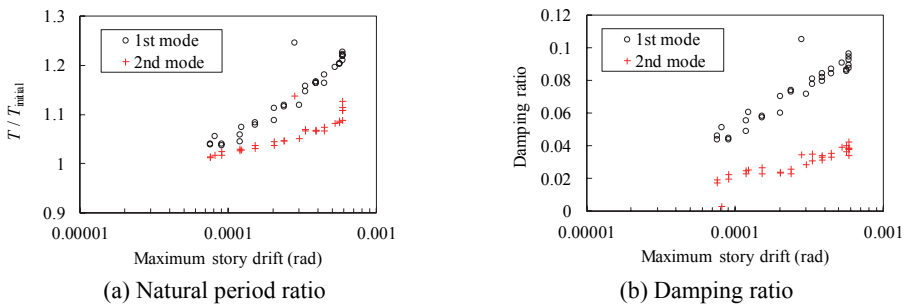 1.3
1.2
1.1
1
0.9
T / Tinitial
1st mode
2nd mode
0.00001
0.0001
0.001
Maximum story drift (rad)
(a) Natural period ratio
0.12
0.1
0.08
0.06
0.04
0.02
0
Damping ratio
1st mode
2nd mode
0.00001
0.0001
0.001
Maximum story drift (rad)
(b) Damping ratio